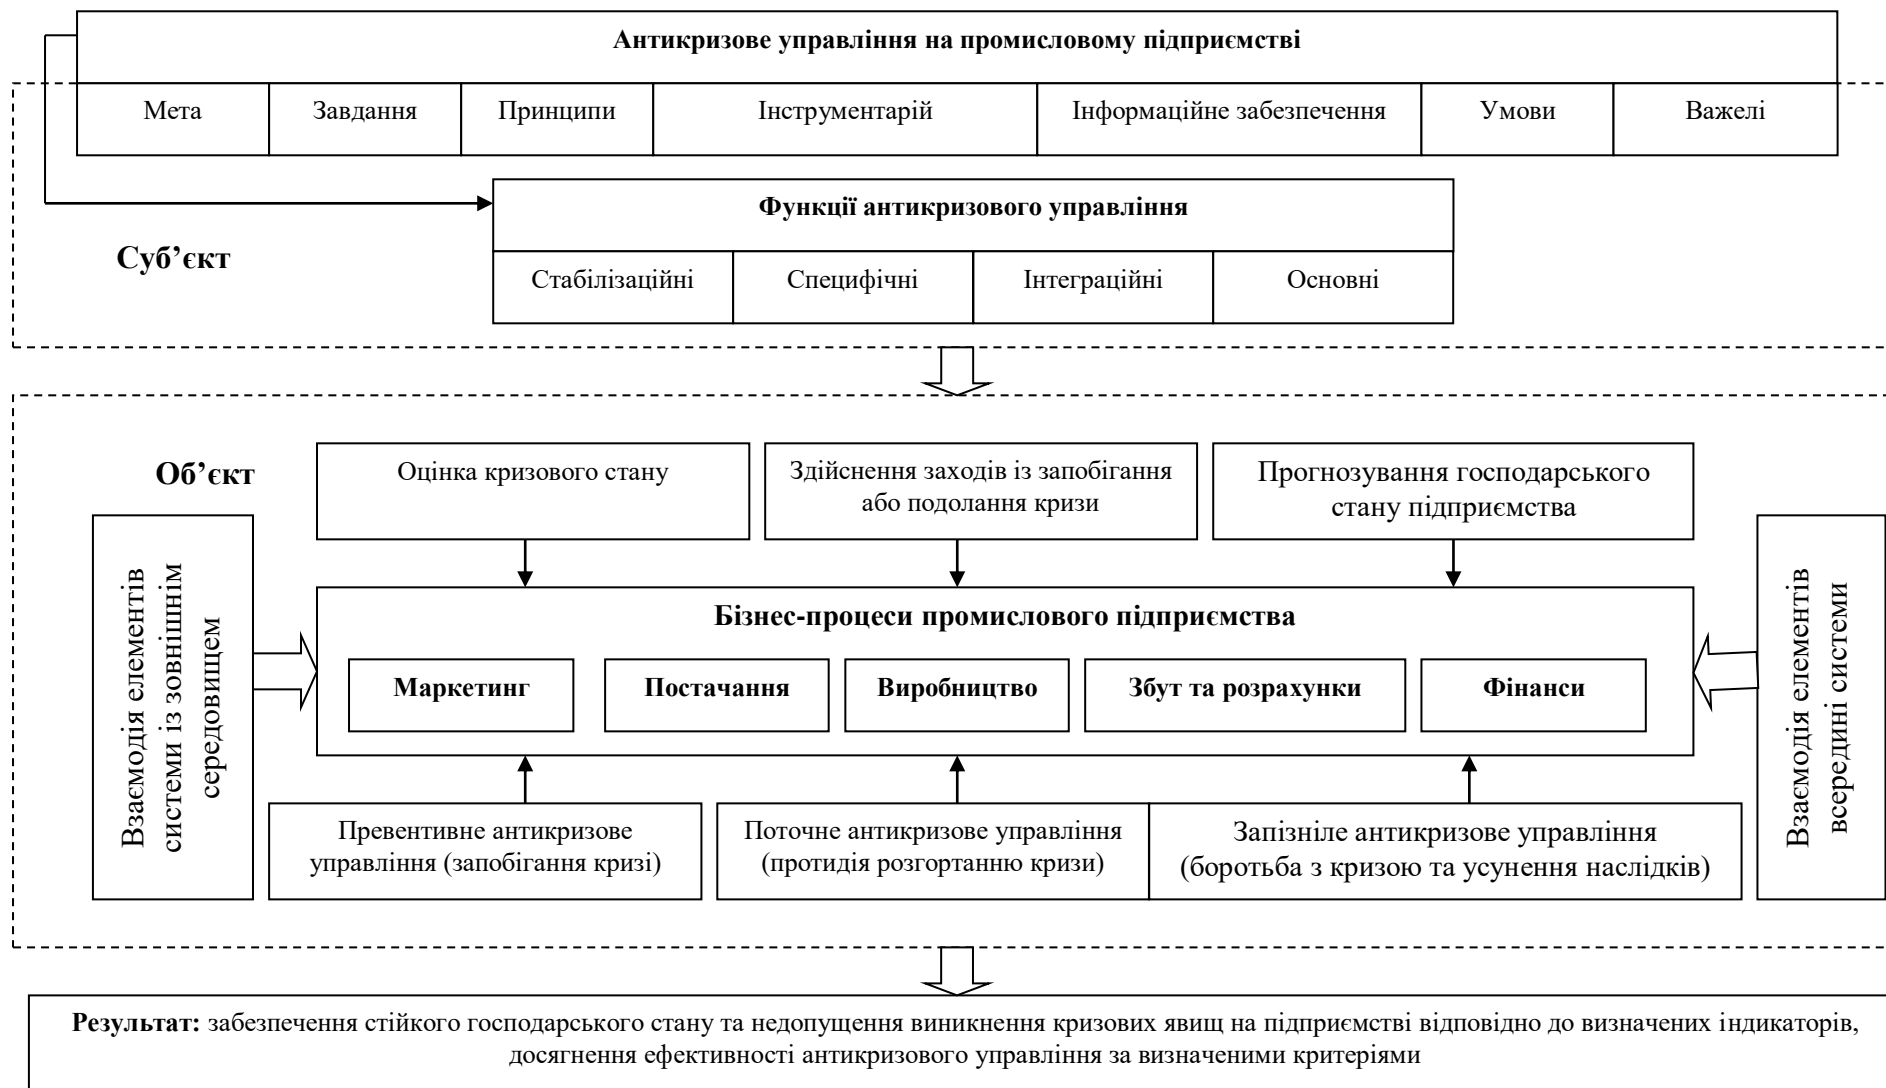 Антикризове управління на промисловому підприємстві
Мета
Завдання
Принципи
Інструментарій
Інформаційне забезпечення
Умови
Важелі
Функції антикризового управління
Суб’єкт
Стабілізаційні
Специфічні
Інтеграційні
Основні
Об’єкт
Оцінка кризового стану
Здійснення заходів із запобігання
або подолання кризи
Прогнозування господарського
стану підприємства
Взаємодія елементів
системи із зовнішнім
середовищем
Бізнес-процеси промислового підприємства
Маркетинг
Постачання
Виробництво
Збут та розрахунки
Фінанси
Взаємодія елементів
всередині системи
Превентивне антикризове
управління (запобігання кризі)
Поточне антикризове управління
(протидія розгортанню кризи)
Запізніле антикризове управління
(боротьба з кризою та усунення наслідків)
Результат: забезпечення стійкого господарського стану та недопущення виникнення кризових явищ на підприємстві відповідно до визначених індикаторів,
досягнення ефективності антикризового управління за визначеними критеріями